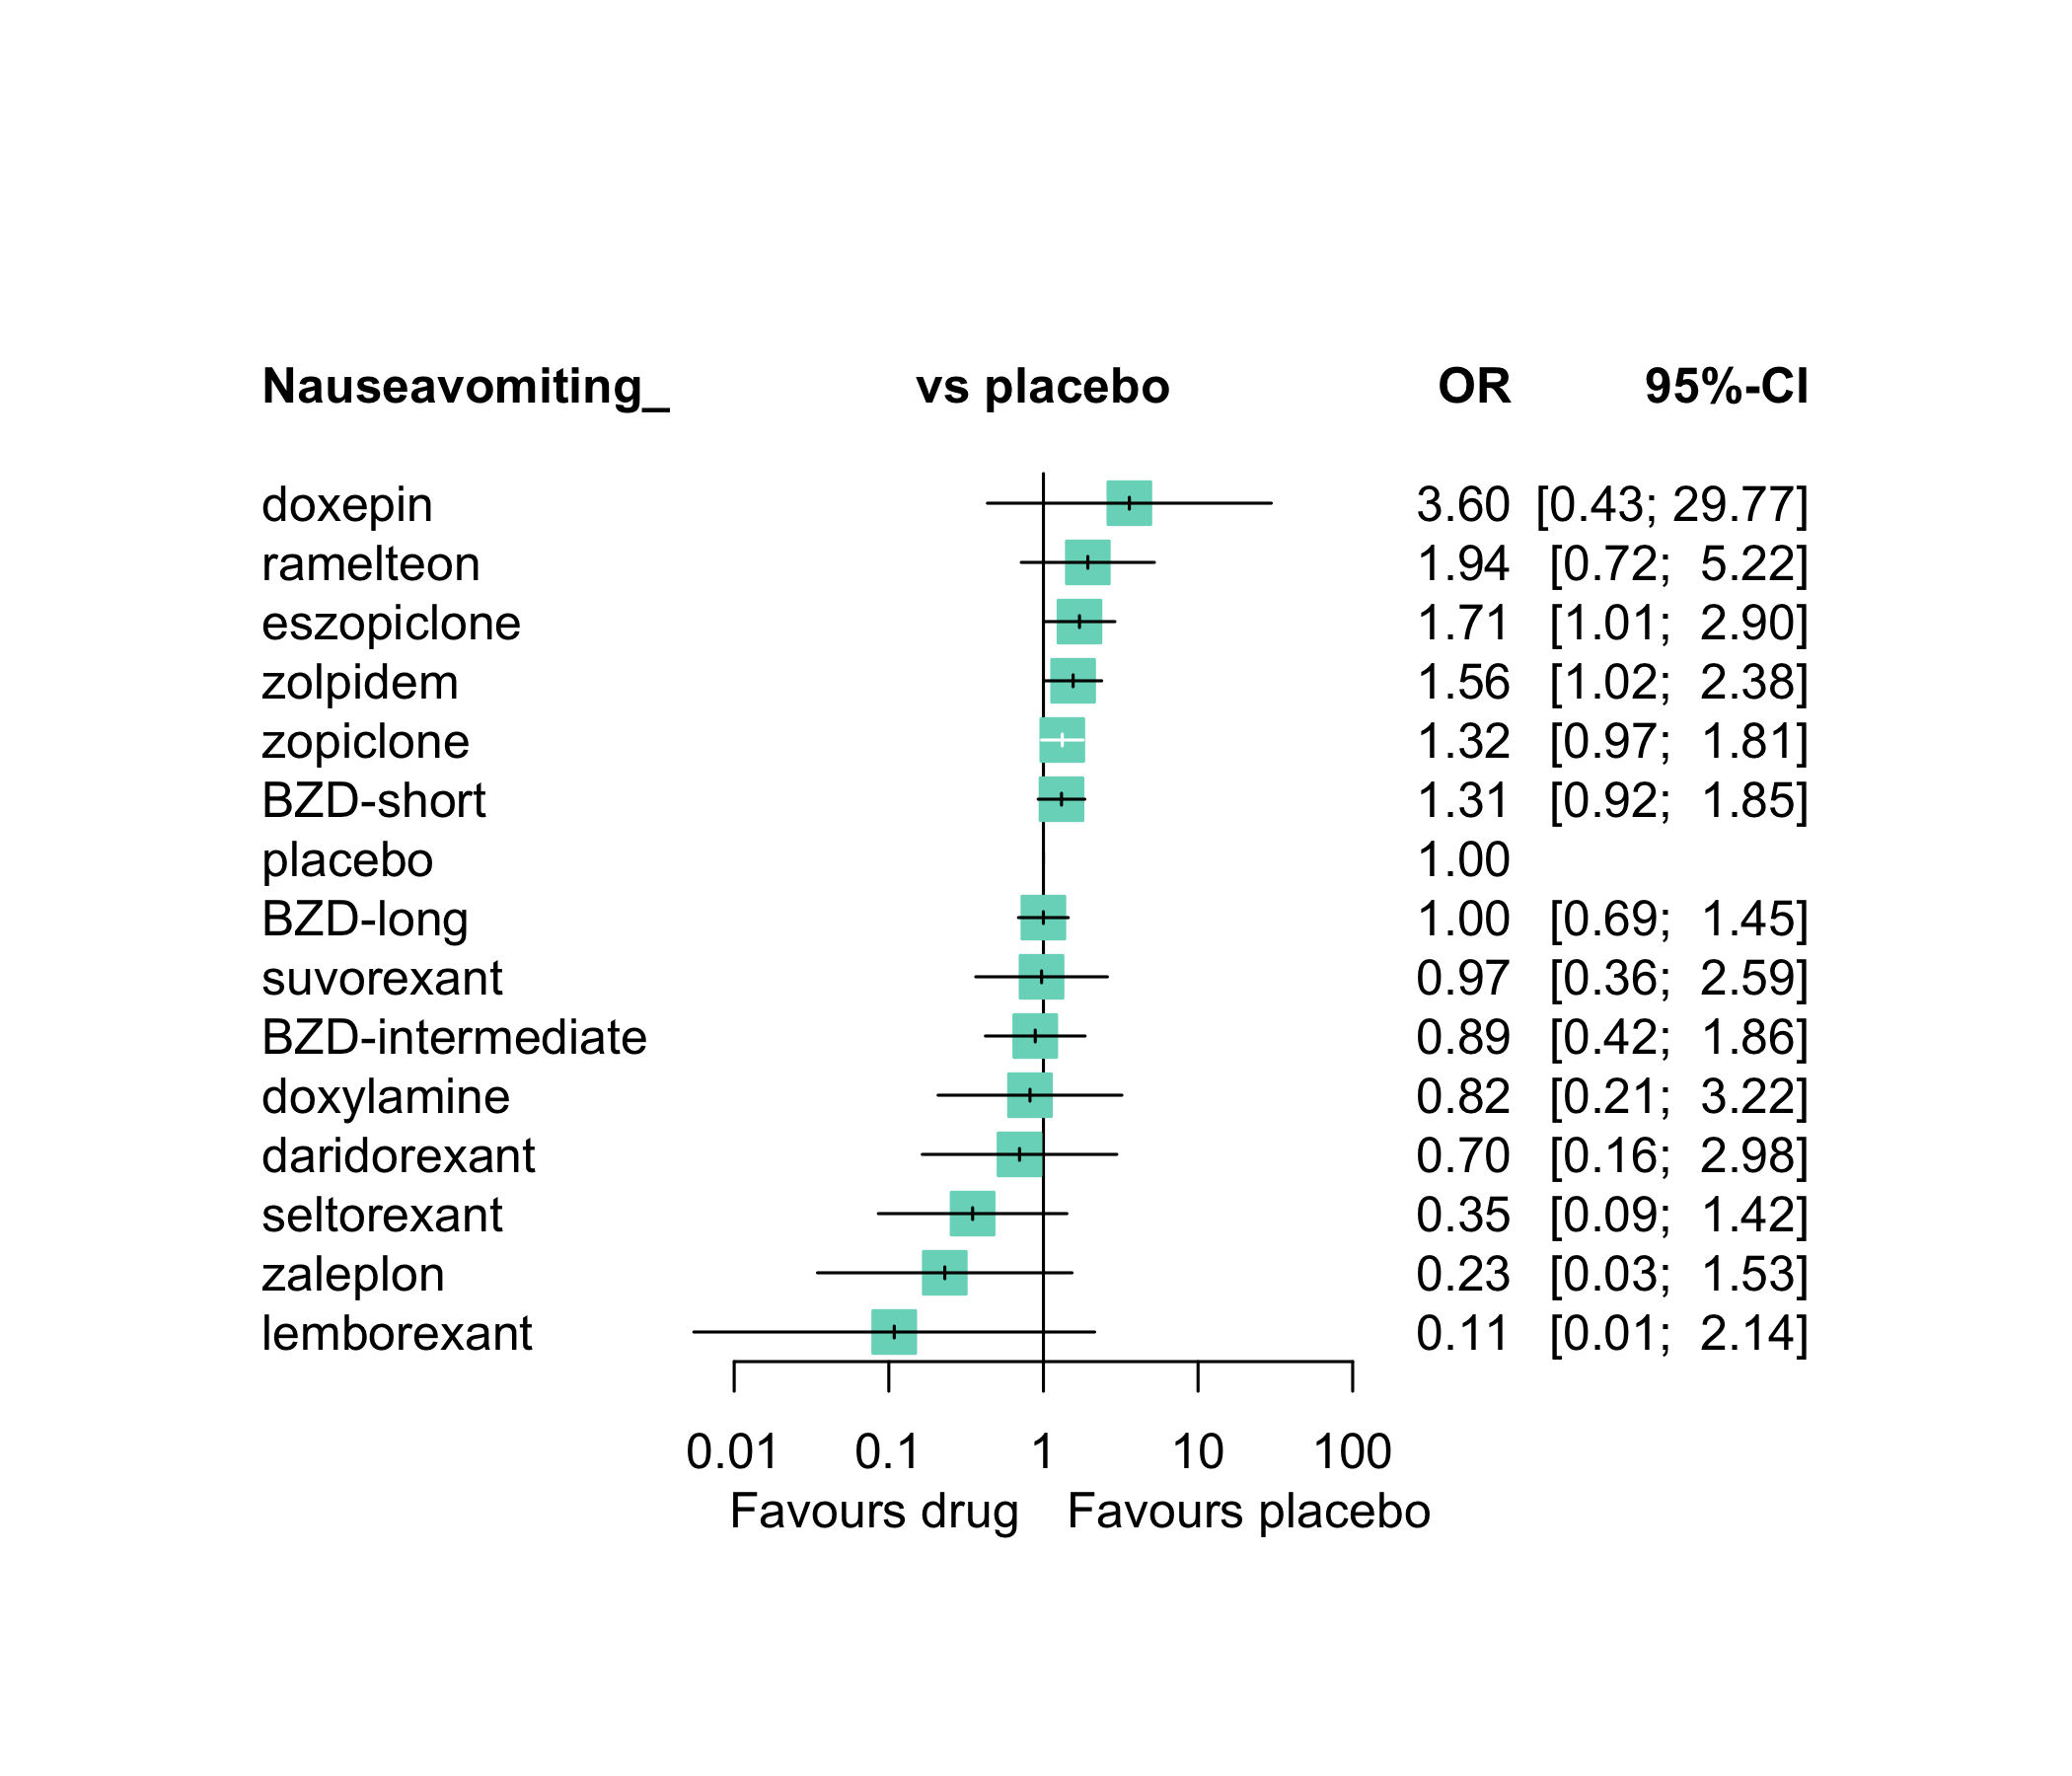 Nauseavomiting_ vs placebo OR 95%-CI
doxepin 3.60 [0.43; 29.77]
ramelteon 1.94 [0.72; 5.22]
eszopiclone 1.71 [1.01; 2.90]
zolpidem 1.56 [1.02; 2.38]
zopiclone 1.32 [0.97; 1.81]
BZD-short 1.31 [0.92; 1.85]
placebo 1.00
BZD-long 1.00 [0.69; 1.45]
suvorexant 0.97 [0.36; 2.59]
BZD-intermediate 0.89 [0.42; 1.86]
doxylamine 0.82 [0.21; 3.22]
daridorexant 0.70 [0.16; 2.98]
seltorexant 0.35 [0.09; 1.42]
zaleplon 0.23 [0.03; 1.53]
lemborexant 0.11 [0.01; 2.14]
0.01 0.1 1 10 100
Favours drug Favours placebo